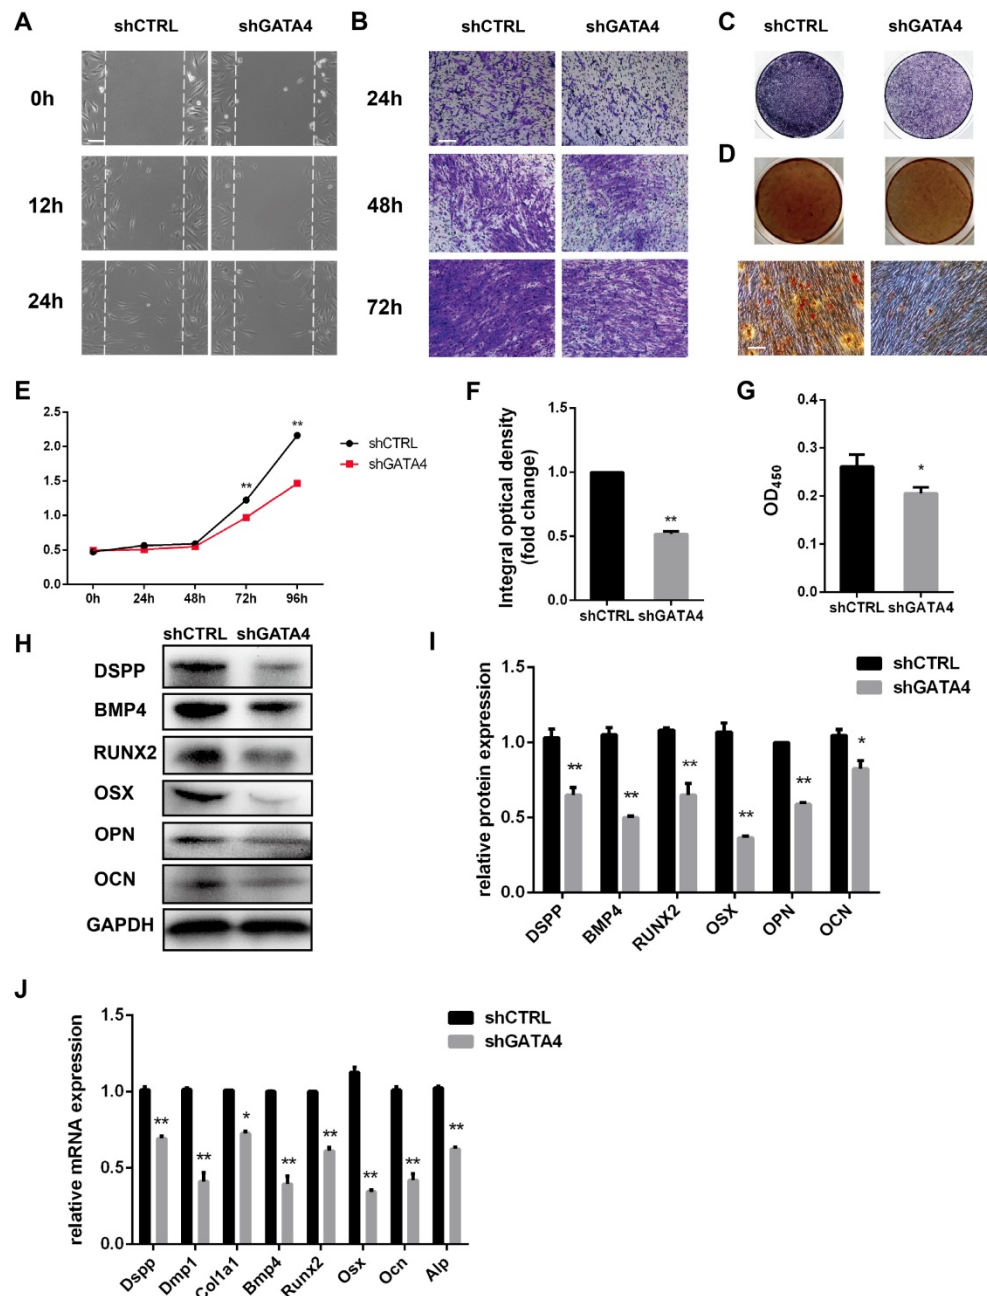 A
shCTRL
shGATA4
0h
12h
24h
B
shCTRL
shGATA4
24h
48h
72h
C
shCTRL
shGATA4
D
E
2.5
2.0
1.5
1.0
0.5
0.0
0h
24h
48h
72h
96h
**
**
shCTRL
shGATA4
F
Integral optical density
(fold change)
1.5
1.0
0.5
0.0
**
shCTRL
shGATA4
G
OD450
0.4
0.3
0.2
0.1
0.0
*
shCTRL
shGATA4
H
shCTRL shGATA4
DSPP
BMP4
RUNX2
OSX
OPN
OCN
GAPDH
I
relative protein expression
1.5
1.0
0.5
0.0
shCTRL
shGATA4
**
**
**
**
**
*
DSPP
BMP4
RUNX2
OSX
OPN
OCN
J
relative mRNA expression
1.5
1.0
0.5
0.0
shCTRL
shGATA4
**
**
*
**
**
**
**
**
Dspp
Dmp1
Col1a1
Bmp4
Runx2
Osx
Ocn
Alp